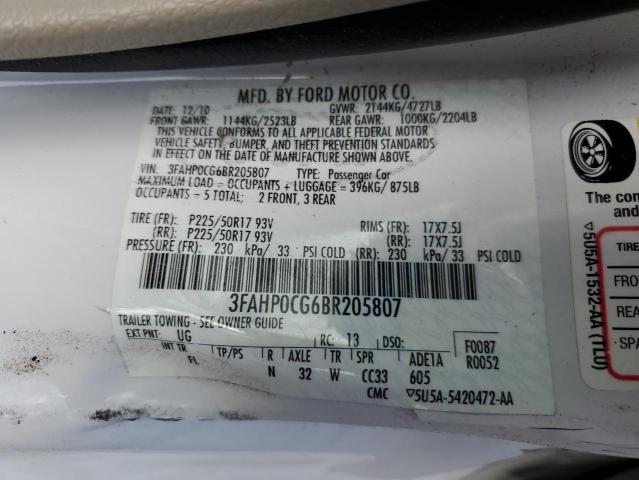 MFD. BY FORD MOTOR CO.
DATE: 12/10 GVWR: 2144KG/4727LB
FRONT GAWR: 1144KG/2523LB REAR GAWR: 1000KG/2204LB
THIS VEHICLE CONFORMS TO ALL APPLICABLE FEDERAL MOTOR
VEHICLE SAFETY, BUMPER, AND THEFT PREVENTION STANDARDS
IN EFFECT ON THE DATE OF MANUFACTURE SHOWN ABOVE.
VIN: 3FAHP0CG6BR205807 TYPE: Passenger Car
MAXIMUM LOAD = OCCUPANTS + LUGGAGE = 396KG/ 875LB
OCCUPANTS = 5 TOTAL; 2 FRONT, 3 REAR
TIRE (FR): P225/50R17 93V RIMS (FR): 17X7.5J
(RR): P225/50R17 93V (RR): 17X7.5J
PRESSURE (FR): 230 kPa/ 33 PSI COLD (RR): 230 kPa/ 33 PSI COLD
3FAHP0CG6BR205807
TRAILER TOWING - SEE OWNER GUIDE
EXT PNT: UG RC: 13 DSO: F0087
R0052
INT TR TP/PS R AXLE TR SPR ADE1A
FL N 32 W CC33 605
CMC ▽5U5A-5420472-AA
The com
and
▽5U5A-1532-AA (TL0)
TIRE
FRO
REA
SPA